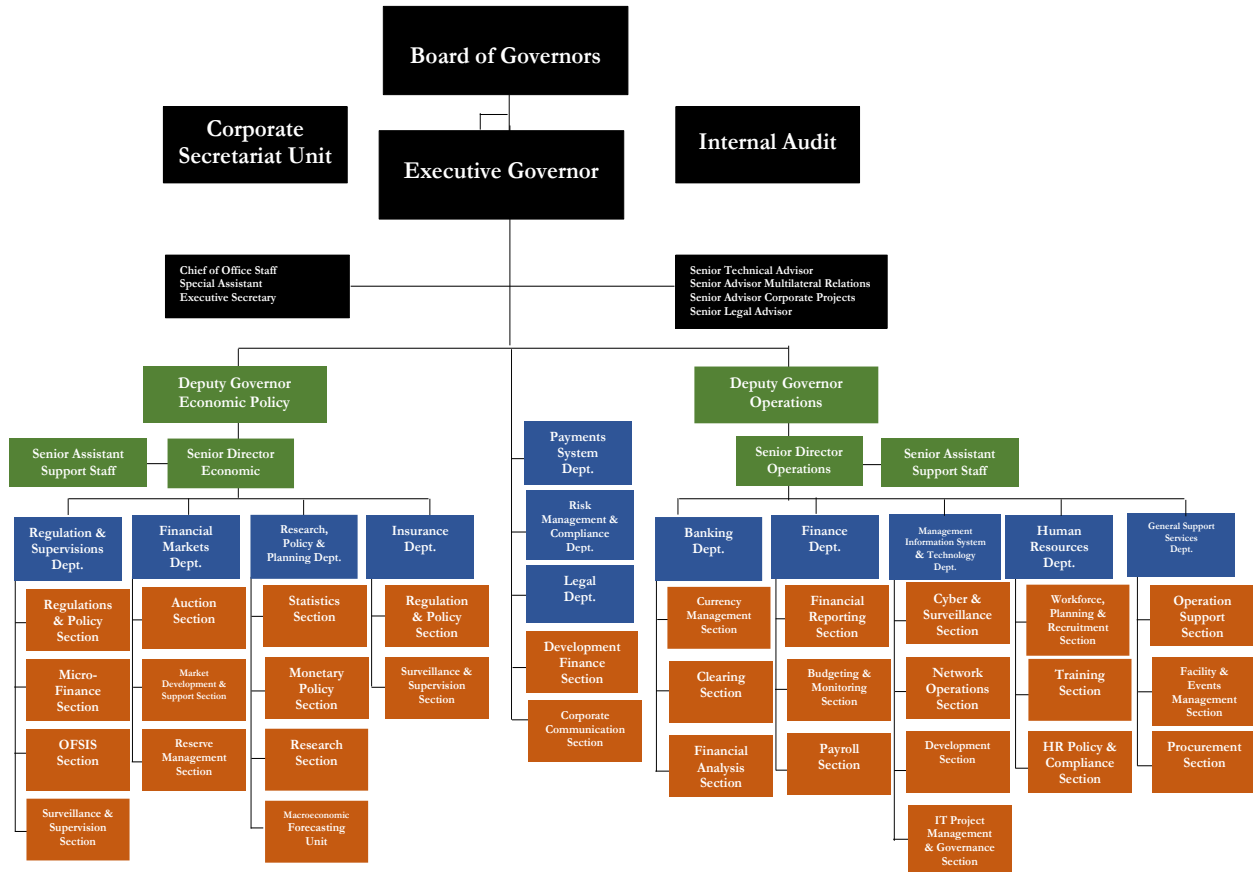 Board of Governors
Corporate
Secretariat Unit
Executive Governor
Internal Audit
Chief of Office Staff
Special Assistant
Executive Secretary
Senior Technical Advisor
Senior Advisor Multilateral Relations
Senior Advisor Corporate Projects
Senior Legal Advisor
Deputy Governor
Economic Policy
Deputy Governor
Operations
Senior Assistant
Support Staff
Senior Director
Economic
Payments
System
Dept.
Senior Director
Operations
Senior Assistant
Support Staff
Regulation &
Supervisions
Dept.
Financial
Markets
Dept.
Research,
Policy &
Planning Dept.
Insurance
Dept.
Risk
Management &
Compliance
Dept.
Legal
Dept.
Development
Finance
Section
Corporate
Communication
Section
Banking
Dept.
Finance
Dept.
Management
Information System
& Technology
Dept.
Human
Resources
Dept.
General Support
Services
Dept.
Regulations
& Policy
Section
Micro-
Finance
Section
OFSIS
Section
Surveillance &
Supervision
Section
Auction
Section
Market
Development &
Support Section
Reserve
Management
Section
Statistics
Section
Monetary
Policy
Section
Research
Section
Macroeconomic
Forecasting
Unit
Regulation
& Policy
Section
Surveillance &
Supervision
Section
Currency
Management
Section
Clearing
Section
Financial
Analysis
Section
Financial
Reporting
Section
Budgeting &
Monitoring
Section
Payroll
Section
Cyber &
Surveillance
Section
Network
Operations
Section
Development
Section
IT Project
Management
& Governance
Section
Workforce,
Planning &
Recruitment
Section
Training
Section
HR Policy &
Compliance
Section
Operation
Support
Section
Facility &
Events
Management
Section
Procurement
Section